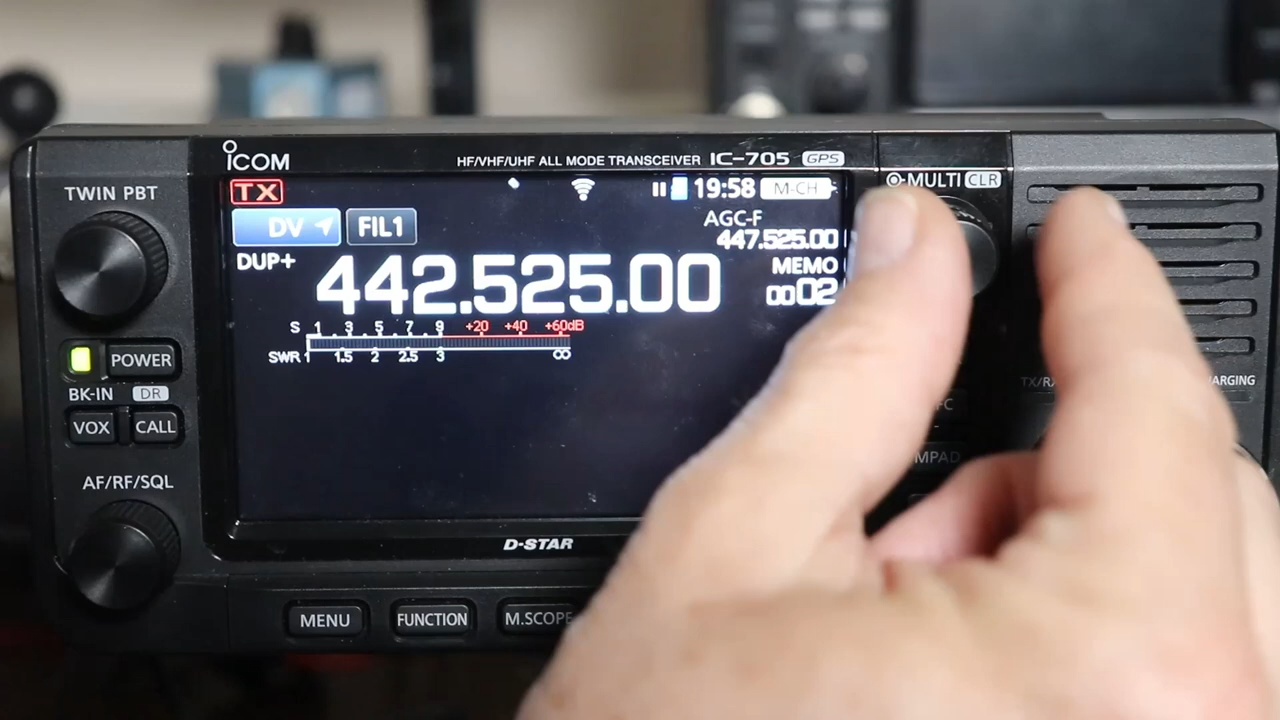 ICOM
HF/VHF/UHF ALL MODE TRANSCEIVER IC-705 GPS
TWIN PBT
TX
19:58 M-CH
MULTI CLR
DV FIL1
AGC-F
447.525.00
DUP+
442.525.00
MEMO
0002
S 1 3 5 7 9 +20 +40 +60dB
SWR 1 1.5 2 2.5 3 ∞
POWER
BK-IN DR
VOX CALL
MPAD
AF/RF/SQL
D-STAR
MENU FUNCTION M.SCOPE